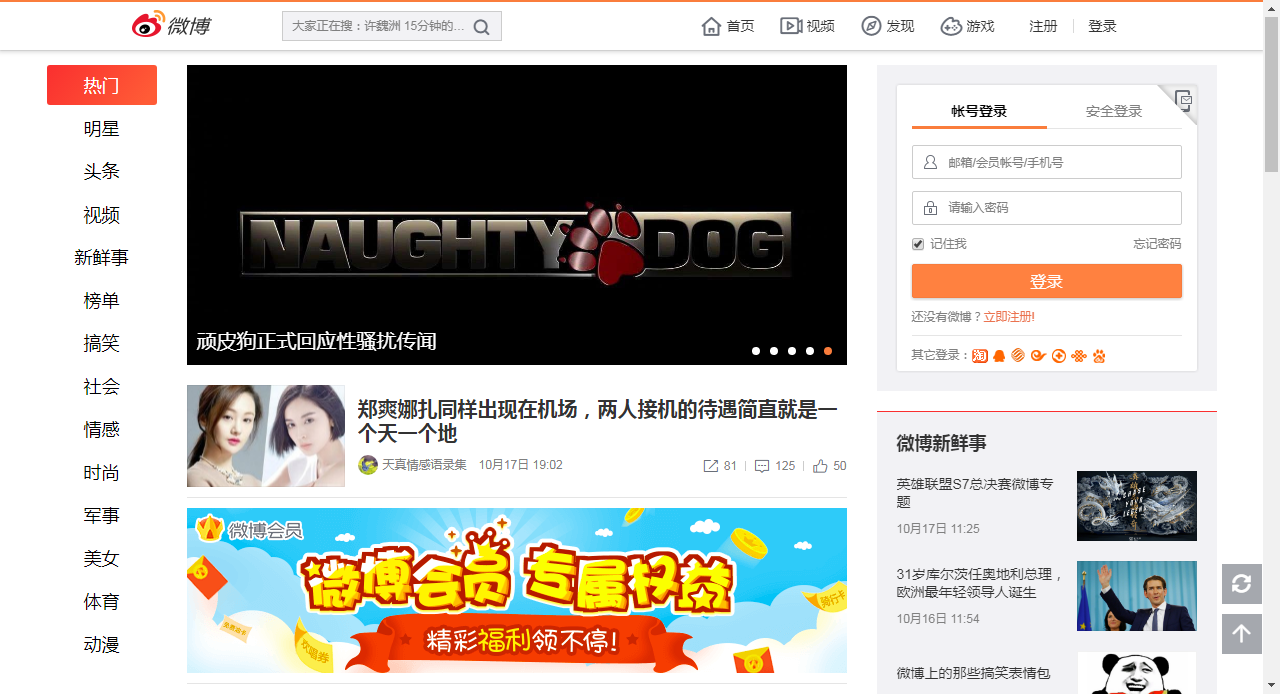 微博
大家正在搜：许魏洲 15分钟的...
首页
视频
发现
游戏
注册
登录
热门
明星
头条
视频
新鲜事
榜单
搞笑
社会
情感
时尚
军事
美女
体育
动漫
NAUGHTY DOG
顽皮狗正式回应性骚扰传闻
郑爽娜扎同样出现在机场，两人接机的待遇简直就是一
个天一个地
天真情感语录集 10月17日 19:02
81
125
50
微博会员
微博会员 专属权益
精彩福利领不停!
免费游卡
欢唱券
骑行卡
帐号登录
安全登录
邮箱/会员帐号/手机号
请输入密码
记住我
忘记密码
登录
还没有微博？立即注册!
其它登录：
淘
微博新鲜事
英雄联盟S7总决赛微博专
题
10月17日 11:25
31岁库尔茨任奥地利总理，
欧洲最年轻领导人诞生
10月16日 11:54
微博上的那些搞笑表情包